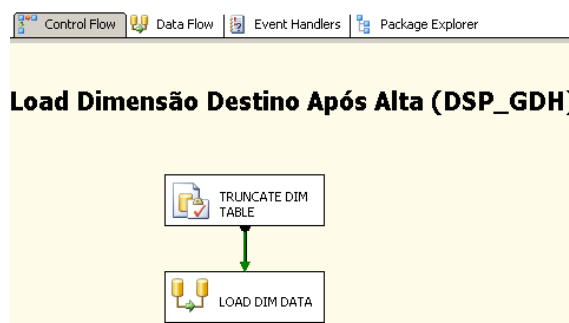 Control Flow Data Flow Event Handlers Package Explorer
Load Dimensão Destino Após Alta (DSP_GDH)
TRUNCATE DIM
TABLE
LOAD DIM DATA